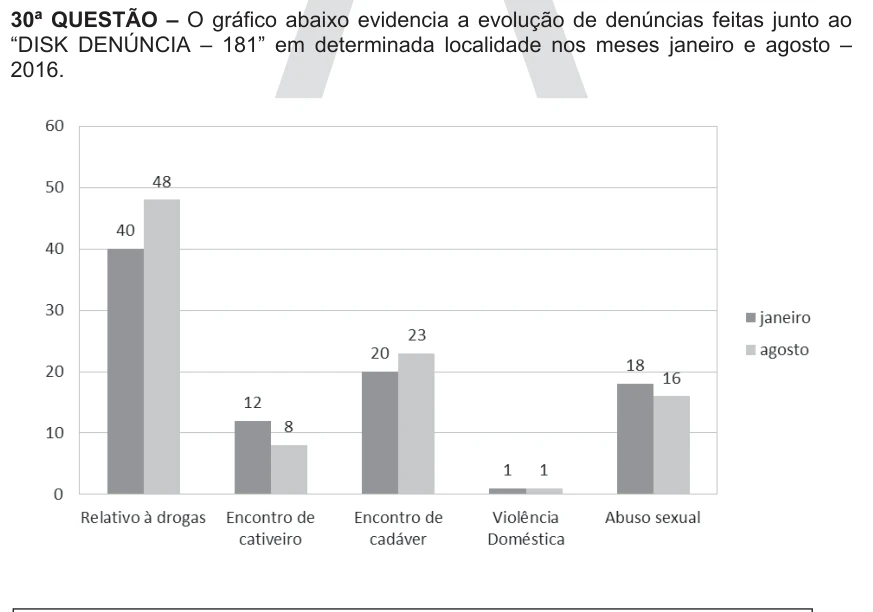 30ª QUESTÃO – O gráfico abaixo evidencia a evolução de denúncias feitas junto ao
“DISK DENÚNCIA – 181” em determinada localidade nos meses janeiro e agosto –
2016.
60
50
40
30
20
10
0
40
48
12
8
20
23
1
1
18
16
Relativo à drogas
Encontro de
cativeiro
Encontro de
cadáver
Violência
Doméstica
Abuso sexual
janeiro
agosto